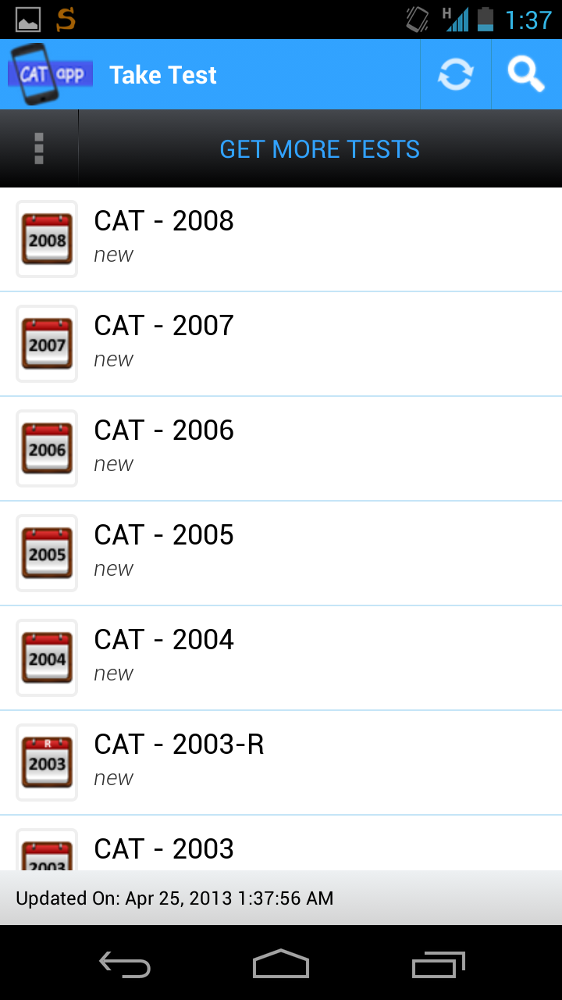 S
H
1:37
CAT app
Take Test
GET MORE TESTS
2008
CAT - 2008
new
2007
CAT - 2007
new
2006
CAT - 2006
new
2005
CAT - 2005
new
2004
CAT - 2004
new
R
2003
CAT - 2003-R
new
2003
CAT - 2003
Updated On: Apr 25, 2013 1:37:56 AM